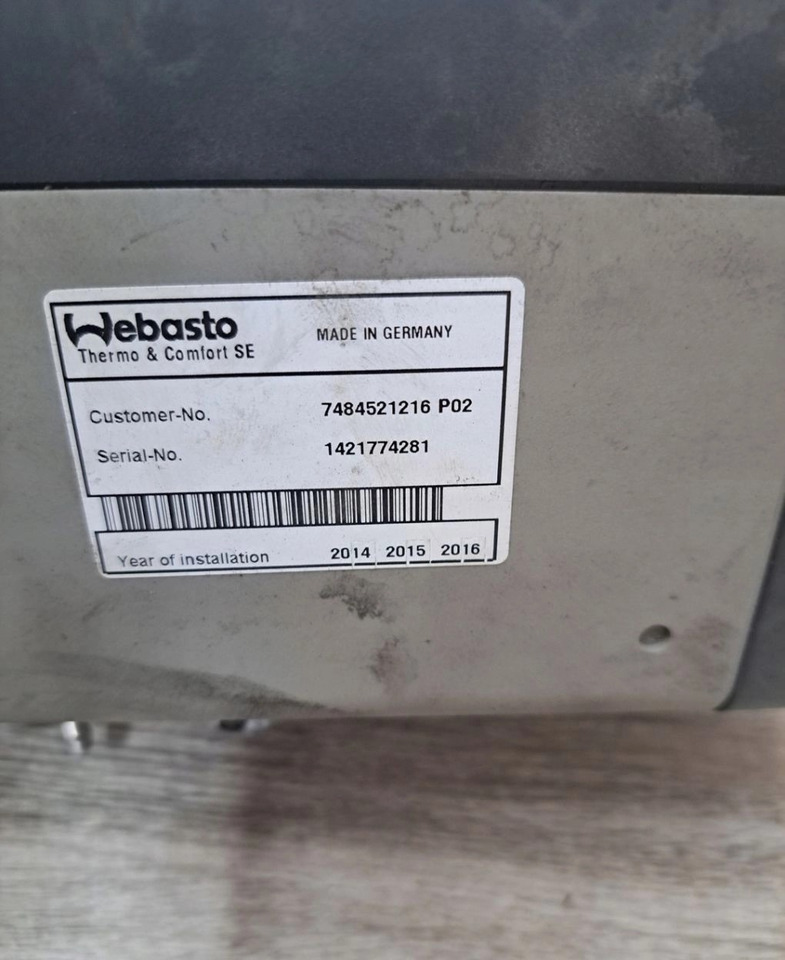 Webasto
Thermo & Comfort SE
MADE IN GERMANY
Customer-No. 7484521216 P02
Serial-No. 1421774281
Year of installation 2014 2015 2016